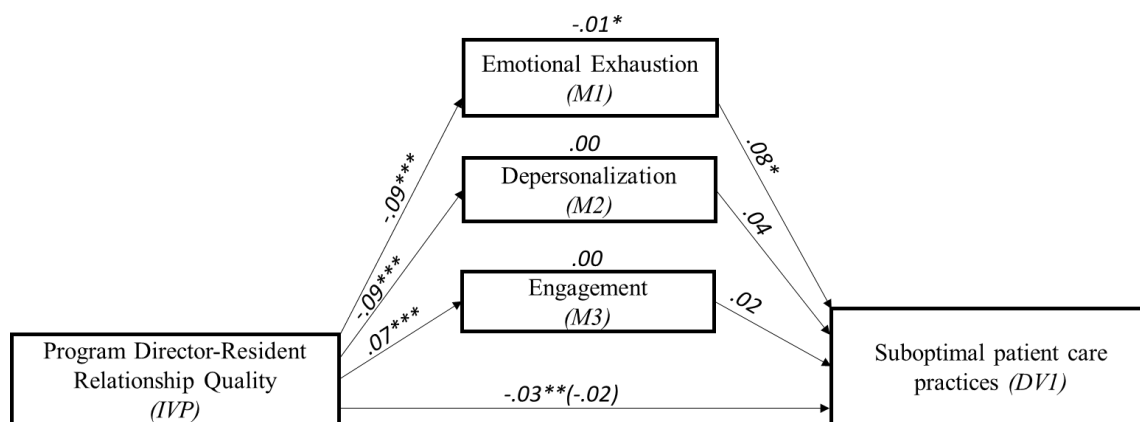 -.01*
Emotional Exhaustion
(M1)
-.09***
.08*
.00
Depersonalization
(M2)
-.09***
.04
.00
Engagement
(M3)
.07***
.02
Program Director-Resident
Relationship Quality
(IVP)
-.03**(-.02)
Suboptimal patient care
practices (DV1)